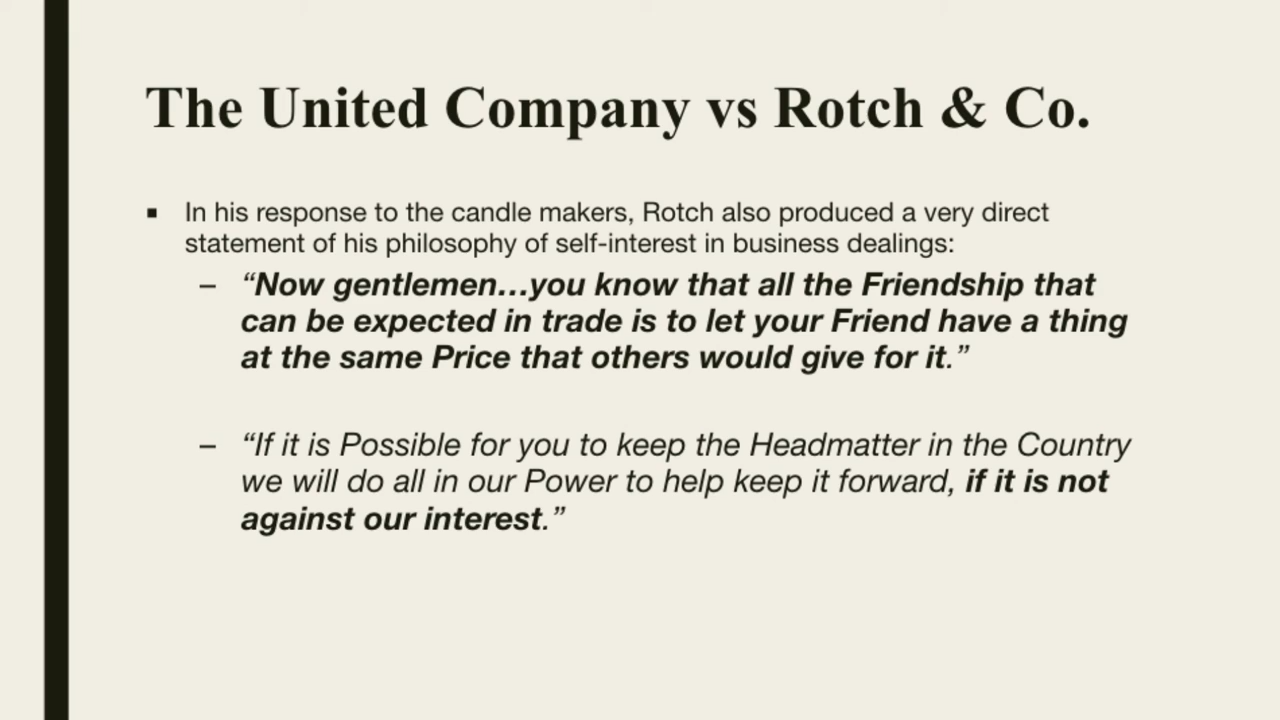 The United Company vs Rotch & Co.
▪ In his response to the candle makers, Rotch also produced a very direct
statement of his philosophy of self-interest in business dealings:
– “Now gentlemen…you know that all the Friendship that
can be expected in trade is to let your Friend have a thing
at the same Price that others would give for it.”
– “If it is Possible for you to keep the Headmatter in the Country
we will do all in our Power to help keep it forward, if it is not
against our interest.”